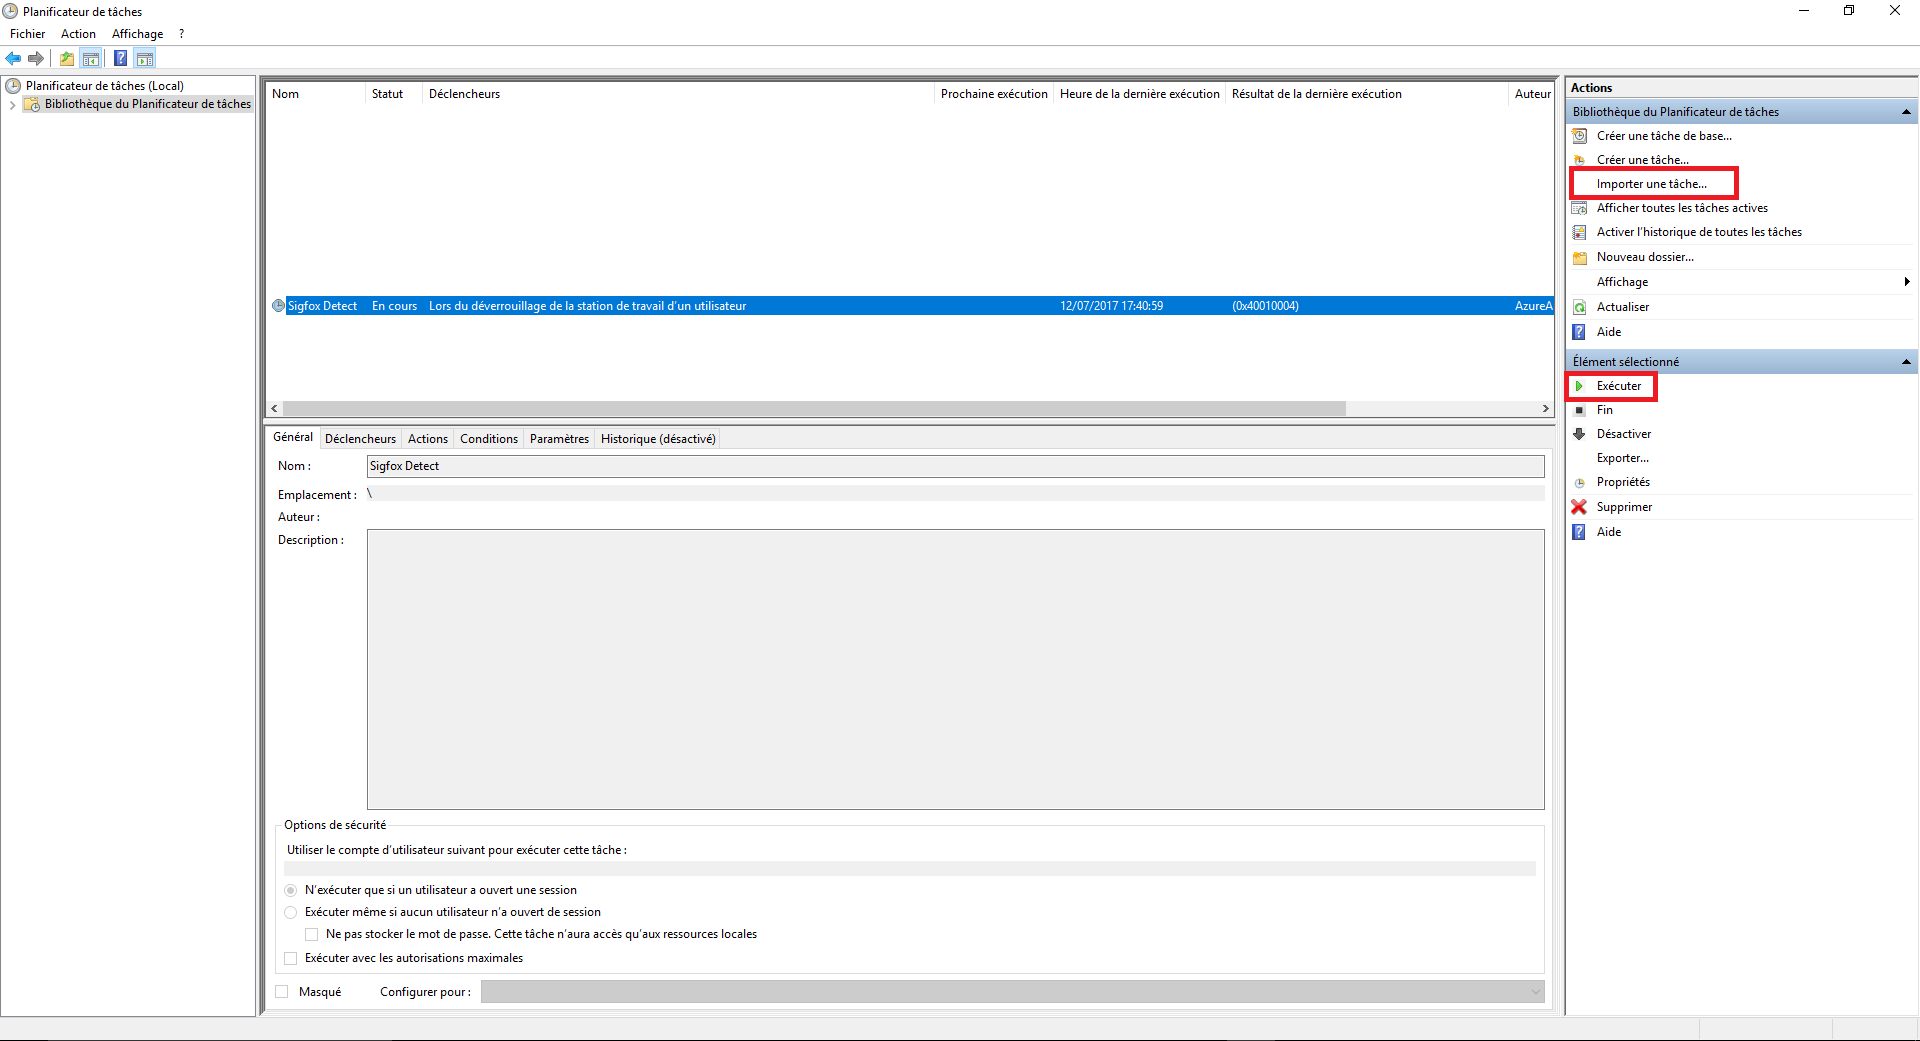 Planificateur de tâches
Fichier Action Affichage ?
Planificateur de tâches (Local)
Bibliothèque du Planificateur de tâches
Nom Statut Déclencheurs Prochaine exécution Heure de la dernière exécution Résultat de la dernière exécution Auteur
Sigfox Detect En cours Lors du déverrouillage de la station de travail d'un utilisateur 12/07/2017 17:40:59 (0x40010004) AzureA
Général Déclencheurs Actions Conditions Paramètres Historique (désactivé)
Nom : Sigfox Detect
Emplacement : \
Auteur :
Description :
Options de sécurité
Utiliser le compte d'utilisateur suivant pour exécuter cette tâche :
N'exécuter que si un utilisateur a ouvert une session
Exécuter même si aucun utilisateur n'a ouvert de session
Ne pas stocker le mot de passe. Cette tâche n'aura accès qu'aux ressources locales
Exécuter avec les autorisations maximales
Masqué Configurer pour :
Actions
Bibliothèque du Planificateur de tâches
Créer une tâche de base...
Créer une tâche...
Importer une tâche...
Afficher toutes les tâches actives
Activer l'historique de toutes les tâches
Nouveau dossier...
Affichage
Actualiser
Aide
Élément sélectionné
Exécuter
Fin
Désactiver
Exporter...
Propriétés
Supprimer
Aide